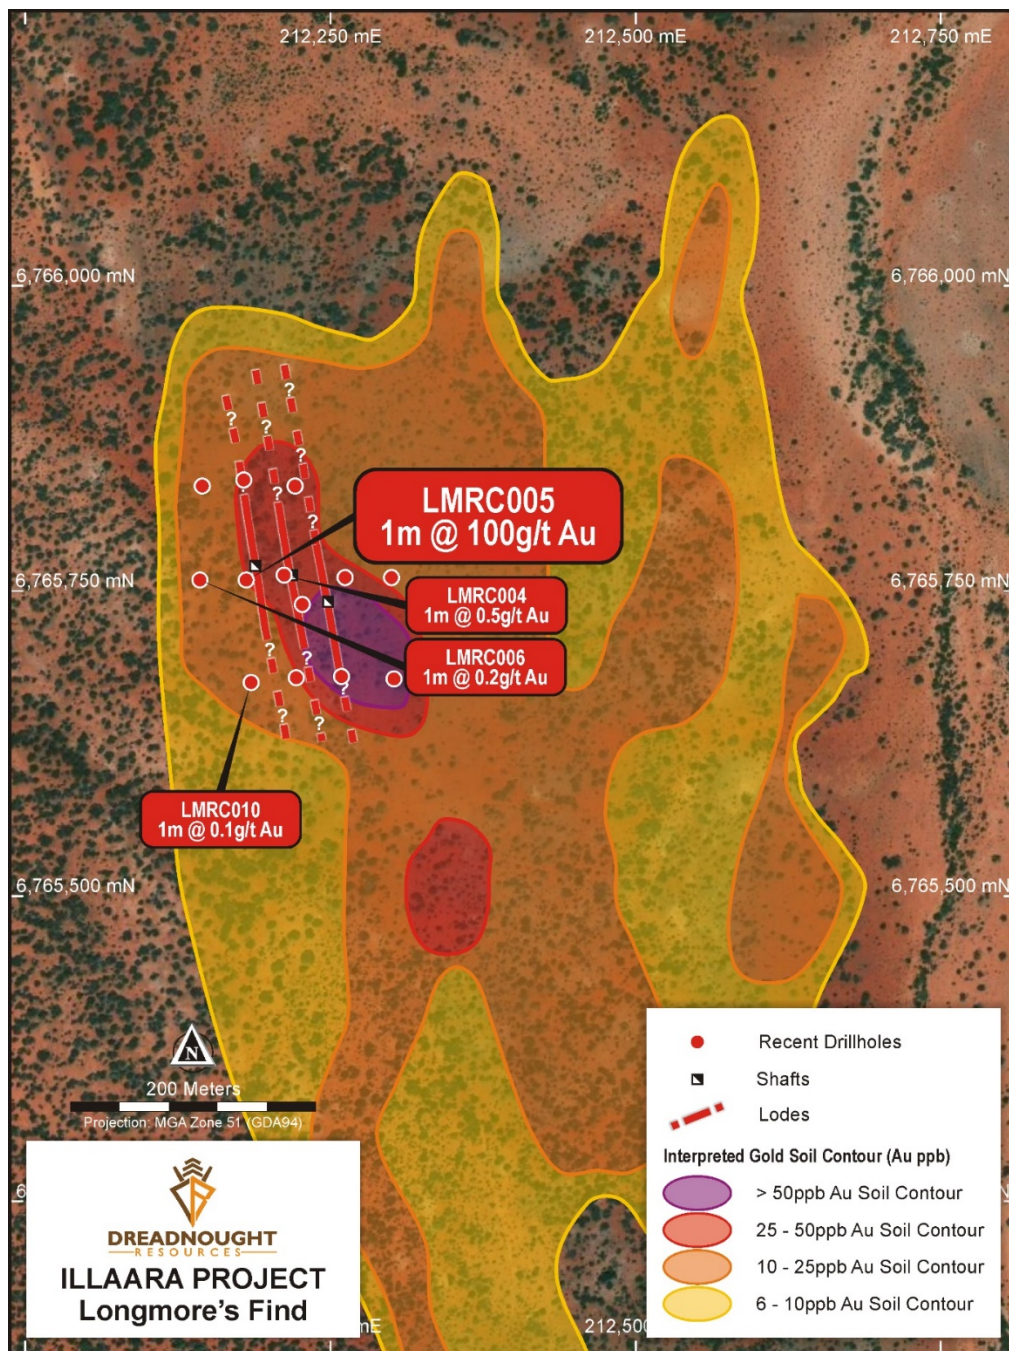 212,250 mE
212,500 mE
212,750 mE
6,766,000 mN
6,766,000 mN
?
?
?
?
?
?
?
?
?
LMRC005
1m @ 100g/t Au
6,765,750 mN
6,765,750 mN
LMRC004
1m @ 0.5g/t Au
LMRC006
1m @ 0.2g/t Au
?
?
?
?
?
LMRC010
1m @ 0.1g/t Au
6,765,500 mN
6,765,500 mN
N
200 Meters
Projection: MGA Zone 51 (GDA94)
DREADNOUGHT
RESOURCES
ILLAARA PROJECT
Longmore's Find
Recent Drillholes
Shafts
Lodes
Interpreted Gold Soil Contour (Au ppb)
> 50ppb Au Soil Contour
25 - 50ppb Au Soil Contour
10 - 25ppb Au Soil Contour
6 - 10ppb Au Soil Contour
mE
212,500